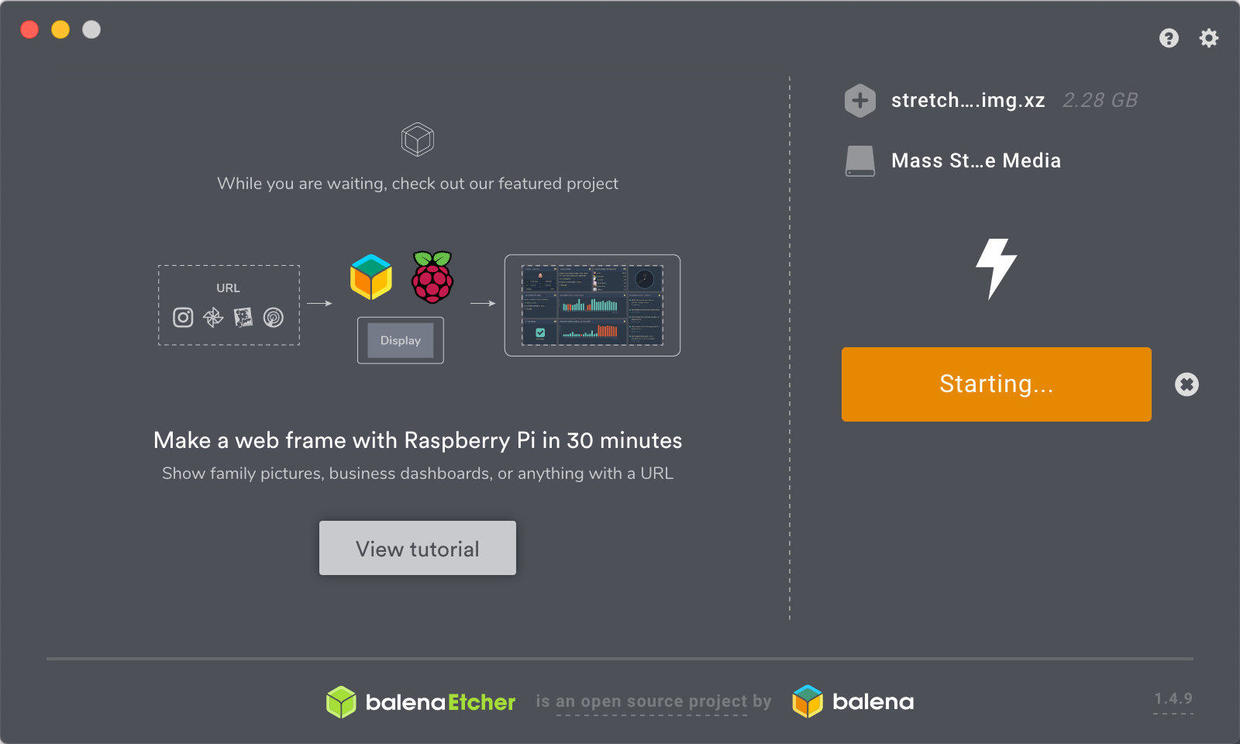 While you are waiting, check out our featured project
URL
Display
Make a web frame with Raspberry Pi in 30 minutes
Show family pictures, business dashboards, or anything with a URL
View tutorial
stretch....img.xz 2.28 GB
Mass St...e Media
Starting...
balenaEtcher is an open source project by balena
1.4.9